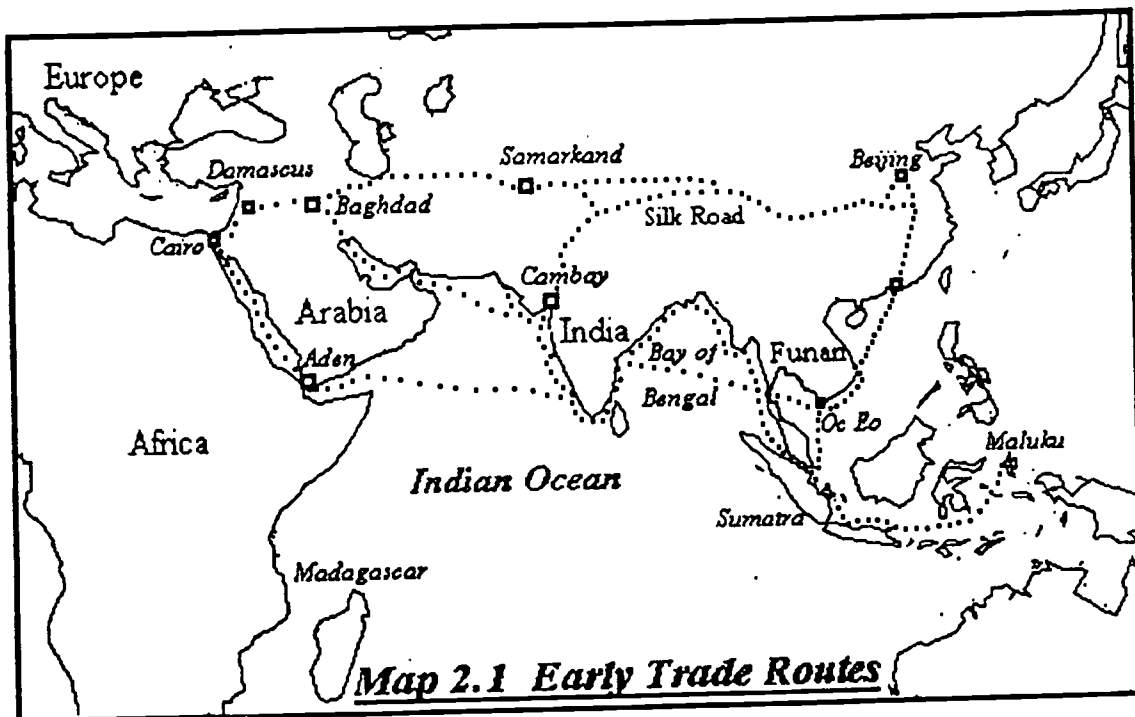 Europe
Damascus
Samarkand
Beijing
Baghdad
Silk Road
Cairo
Cambay
Arabia
India
Bay of
Bengal
Funan
Aden
Oc Eo
Africa
Maluku
Indian Ocean
Sumatra
Madagascar
Map 2.1 Early Trade Routes